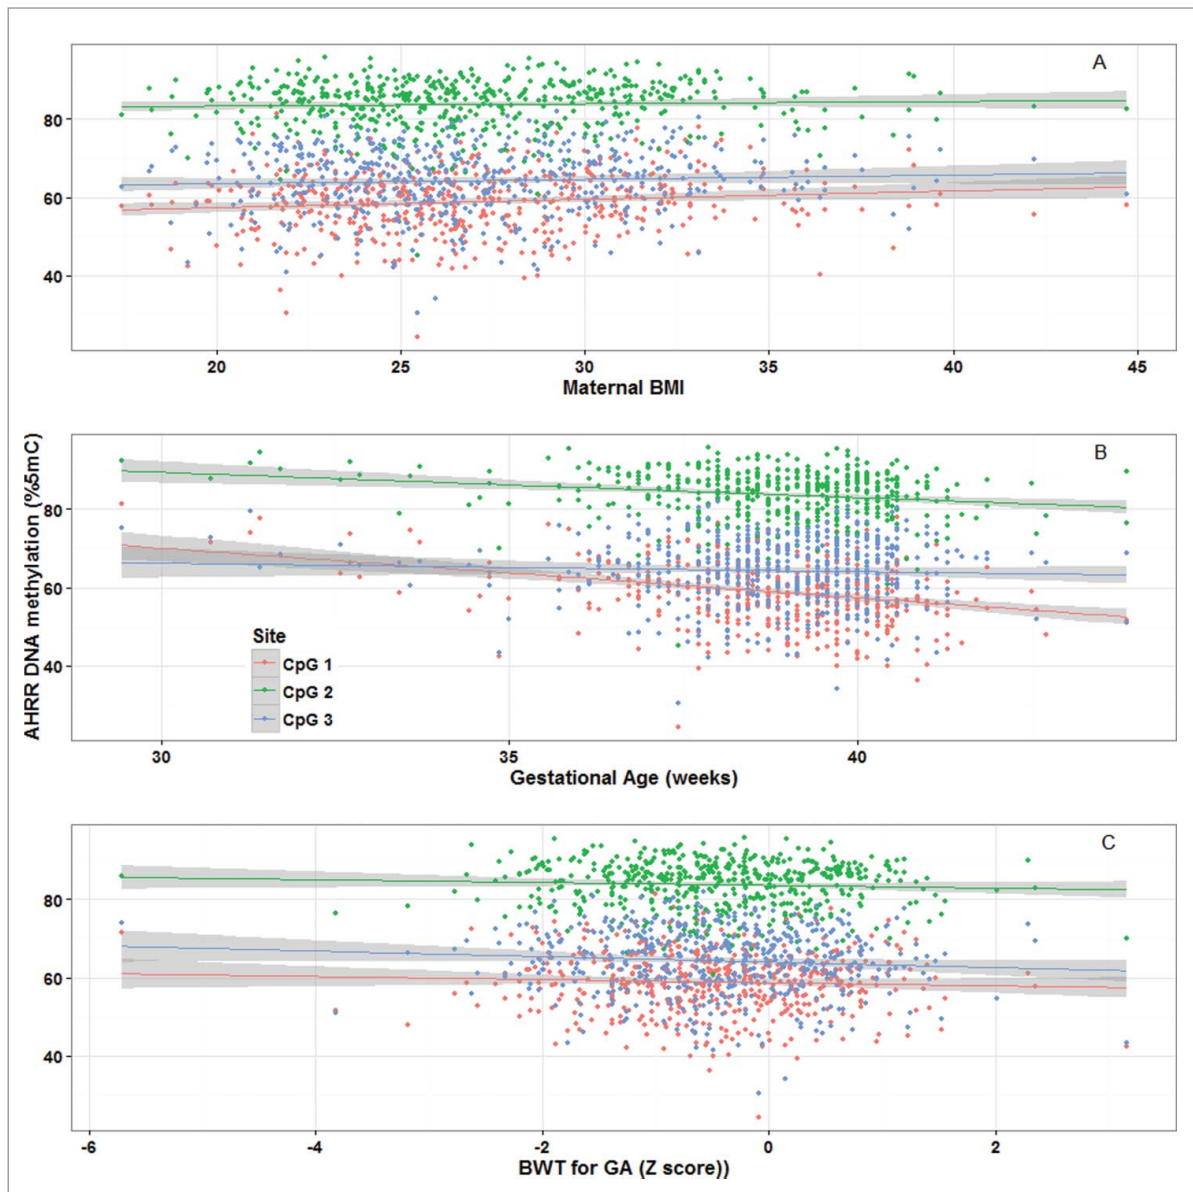 A
80
60
40
20
25
30
35
40
45
Maternal BMI
AHRR DNA methylation (%5mC)
B
80
60
40
Site
CpG 1
CpG 2
CpG 3
30
35
40
Gestational Age (weeks)
C
80
60
40
-6
-4
-2
0
2
BWT for GA (Z score))